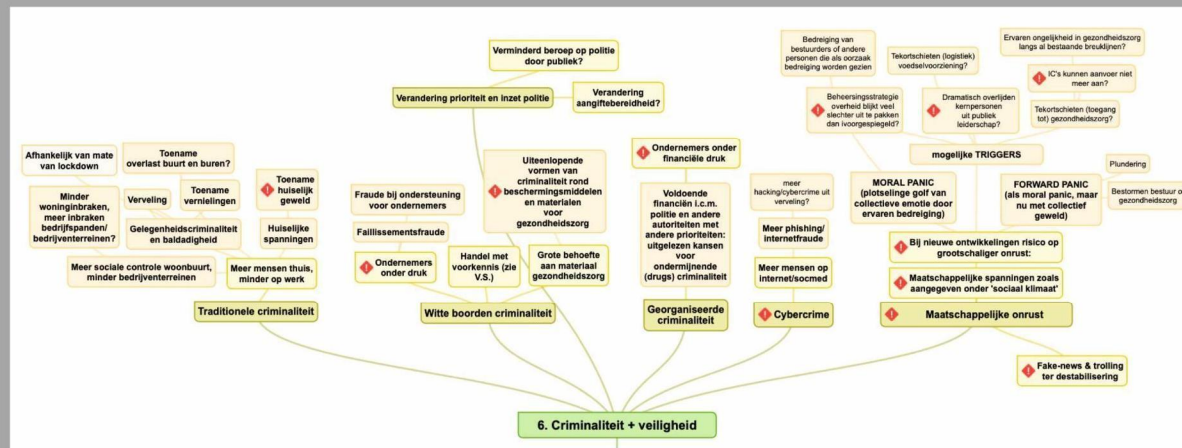 Verminderd beroep op politie
door publiek?
Verandering prioriteit en inzet politie
Verandering
aangiftebereidheid?
Bedreiging van
bestuurders of andere
personen die als oorzaak
bedreiging worden gezien
Tekortschieten (logistiek)
voedselvoorziening?
Ervaren ongelijkheid in gezondheidszorg
langs al bestaande breuklijnen?
IC's kunnen aanvoer niet
meer aan?
Beheersingsstrategie
overheid blijkt veel
slechter uit te pakken
dan ivoorgespiegeld?
Dramatisch overlijden
kernpersonen
uit publiek
leiderschap?
Tekortschieten (toegang
tot) gezondheidszorg?
mogelijke TRIGGERS
MORAL PANIC
(plotselinge golf van
collectieve emotie door
ervaren bedreiging)
FORWARD PANIC
(als moral panic, maar
nu met collectief
geweld)
Plundering
Bestormen bestuur o
gezondheidszorg
Bij nieuwe ontwikkelingen risico op
grootschaliger onrust:
Maatschappelijke spanningen zoals
aangegeven onder 'sociaal klimaat'
Maatschappelijke onrust
Fake-news & trolling
ter destabilisering
Afhankelijk van mate
van lockdown
Toename
overlast buurt en buren?
Toename
huiselijk
geweld
Minder
woninginbraken,
meer inbraken
bedrijfspanden/
bedrijventerreinen?
Verveling
Toename
vernielingen
Gelegenheidscriminaliteit
en baldadigheid
Huiselijke
spanningen
Meer sociale controle woonbuurt,
minder bedrijventerreinen
Meer mensen thuis,
minder op werk
Traditionele criminaliteit
Fraude bij ondersteuning
voor ondernemers
Faillissementsfraude
Ondernemers
onder druk
Uiteenlopende
vormen van
criminaliteit rond
beschermingsmiddelen
en materialen
voor
gezondheidszorg
Handel met
voorkennis (zie
V.S.)
Grote behoefte
aan materiaal
gezondheidszorg
Witte boorden criminaliteit
Ondernemers onder
financiële druk
Voldoende
financiën i.c.m.
politie en andere
autoriteiten met
andere prioriteiten:
uitgelezen kansen
voor
ondermijnende
(drugs) criminaliteit
Georganiseerde
criminaliteit
meer
hacking/cybercrime uit
verveling?
Meer phishing/
internetfraude
Meer mensen op
internet/socmed
Cybercrime
6. Criminaliteit + veiligheid